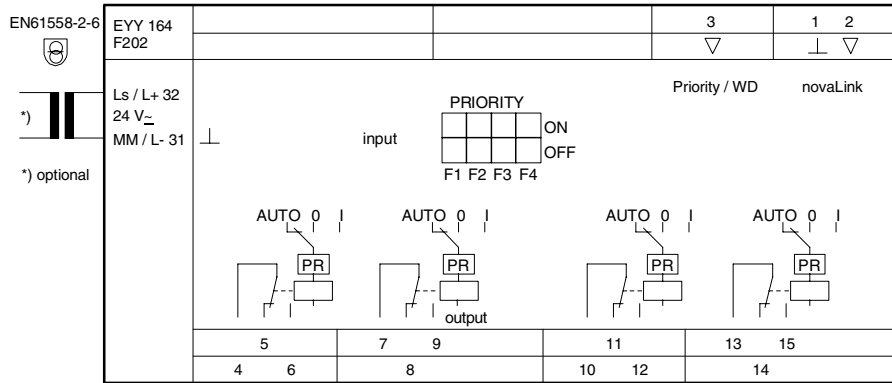 EN61558-2-6
EYY 164
F202
3 1 2
Ls / L+ 32
24 V~
MM / L- 31
*)
*) optional
Priority / WD novaLink
PRIORITY
input
ON
OFF
F1 F2 F3 F4
AUTO 0 I AUTO 0 I AUTO 0 I AUTO 0 I
PR PR PR PR
output
5 7 9 11 13 15
4 6 8 10 12 14